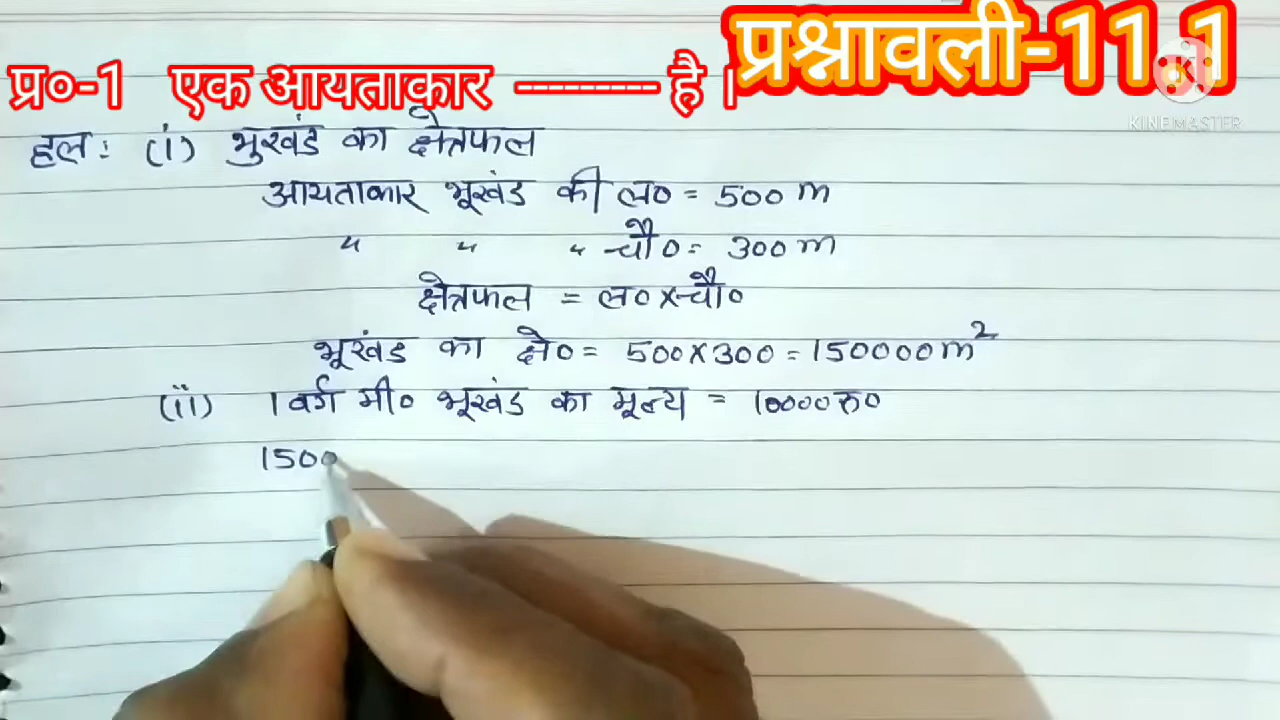 प्रश्नावली-11.1
KINEMASTER
प्र०-1 एक आयताकार --------- है ।
हल: (i) भुखंड का क्षेत्रफल
आयताकार भूखंड की ल० = 500 m
〃 〃 〃 चौ० = 300 m
क्षेत्रफल = ल० × चौ०
भूखंड का क्षे० = 500×300 = 150000 m²
(ii) 1 वर्ग मी० भूखंड का मूल्य = 10000 रु०
1500